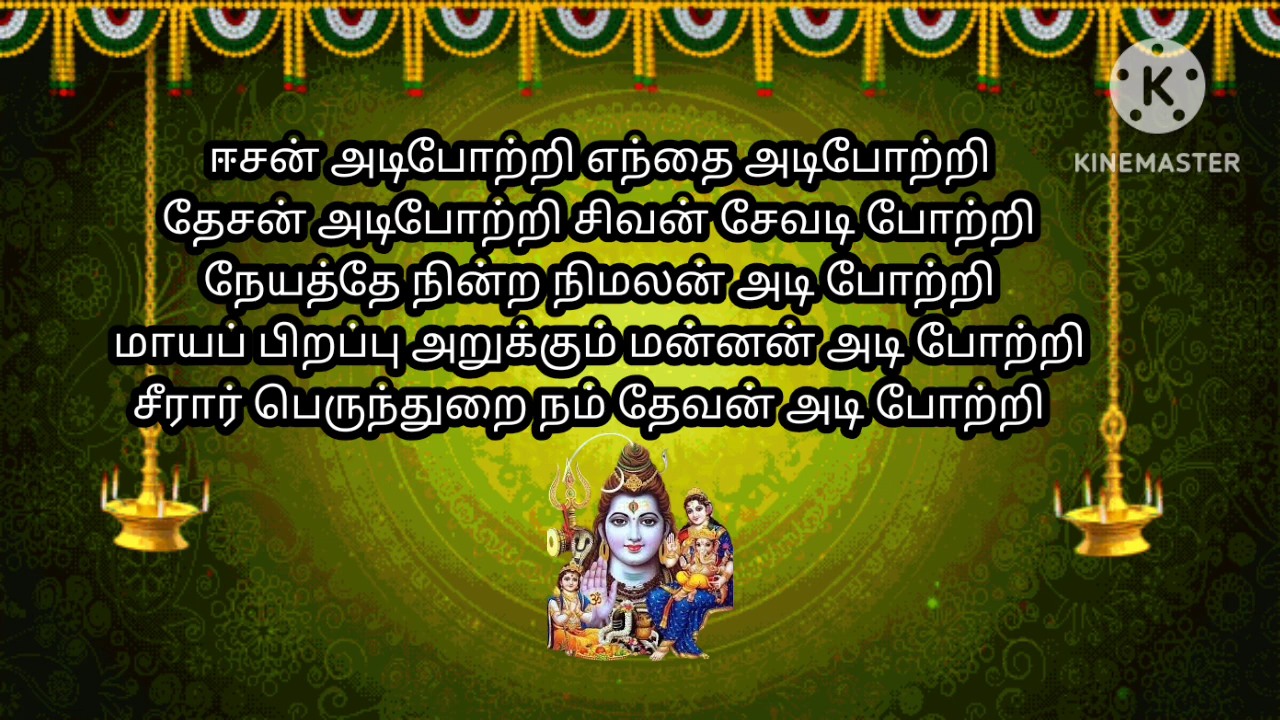 KINEMASTER
ஈசன் அடிபோற்றி எந்தை அடிபோற்றி
தேசன் அடிபோற்றி சிவன் சேவடி போற்றி
நேயத்தே நின்ற நிமலன் அடி போற்றி
மாயப் பிறப்பு அறுக்கும் மன்னன் அடி போற்றி
சீரார் பெருந்துறை நம் தேவன் அடி போற்றி